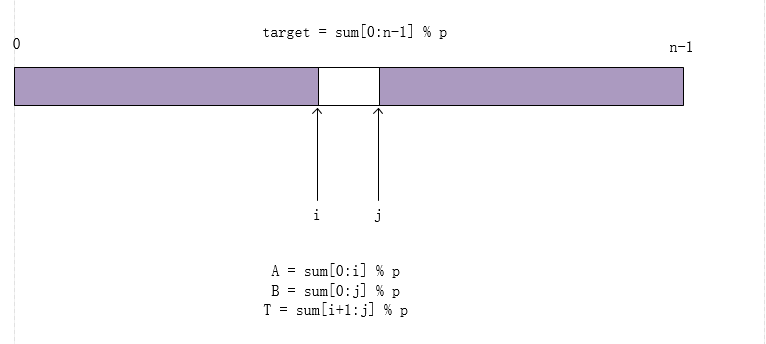 target = sum[0:n-1] % p
0
n-1
i
j
A = sum[0:i] % p
B = sum[0:j] % p
T = sum[i+1:j] % p